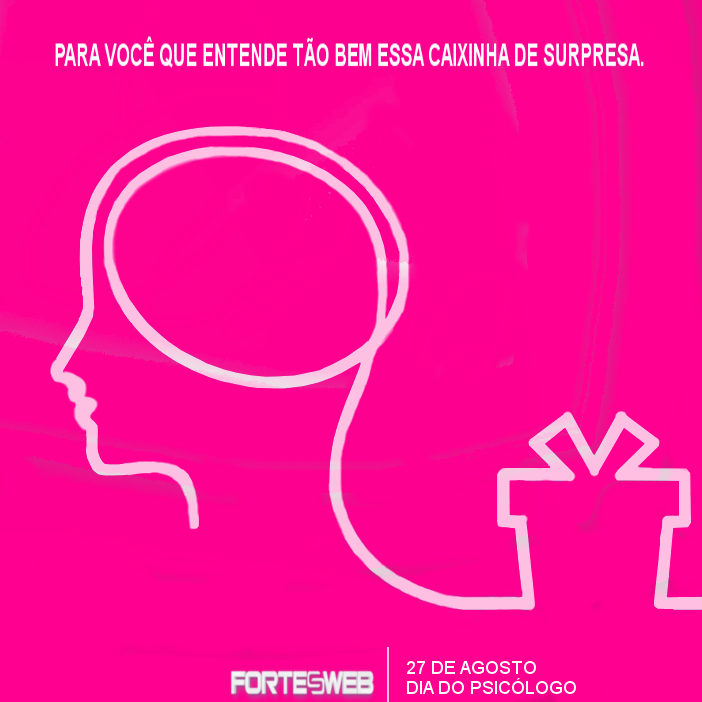 PARA VOCÊ QUE ENTENDE TÃO BEM ESSA CAIXINHA DE SURPRESA.
FORTESWEB
27 DE AGOSTO
DIA DO PSICÓLOGO